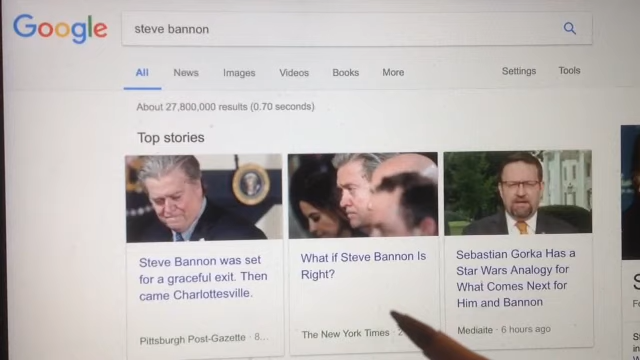 Google
steve bannon
All News Images Videos Books More Settings Tools
About 27,800,000 results (0.70 seconds)
Top stories
Steve Bannon was set
for a graceful exit. Then
came Charlottesville.
Pittsburgh Post-Gazette · 8...
What if Steve Bannon Is
Right?
The New York Times
Sebastian Gorka Has a
Star Wars Analogy for
What Comes Next for
Him and Bannon
Mediaite · 6 hours ago